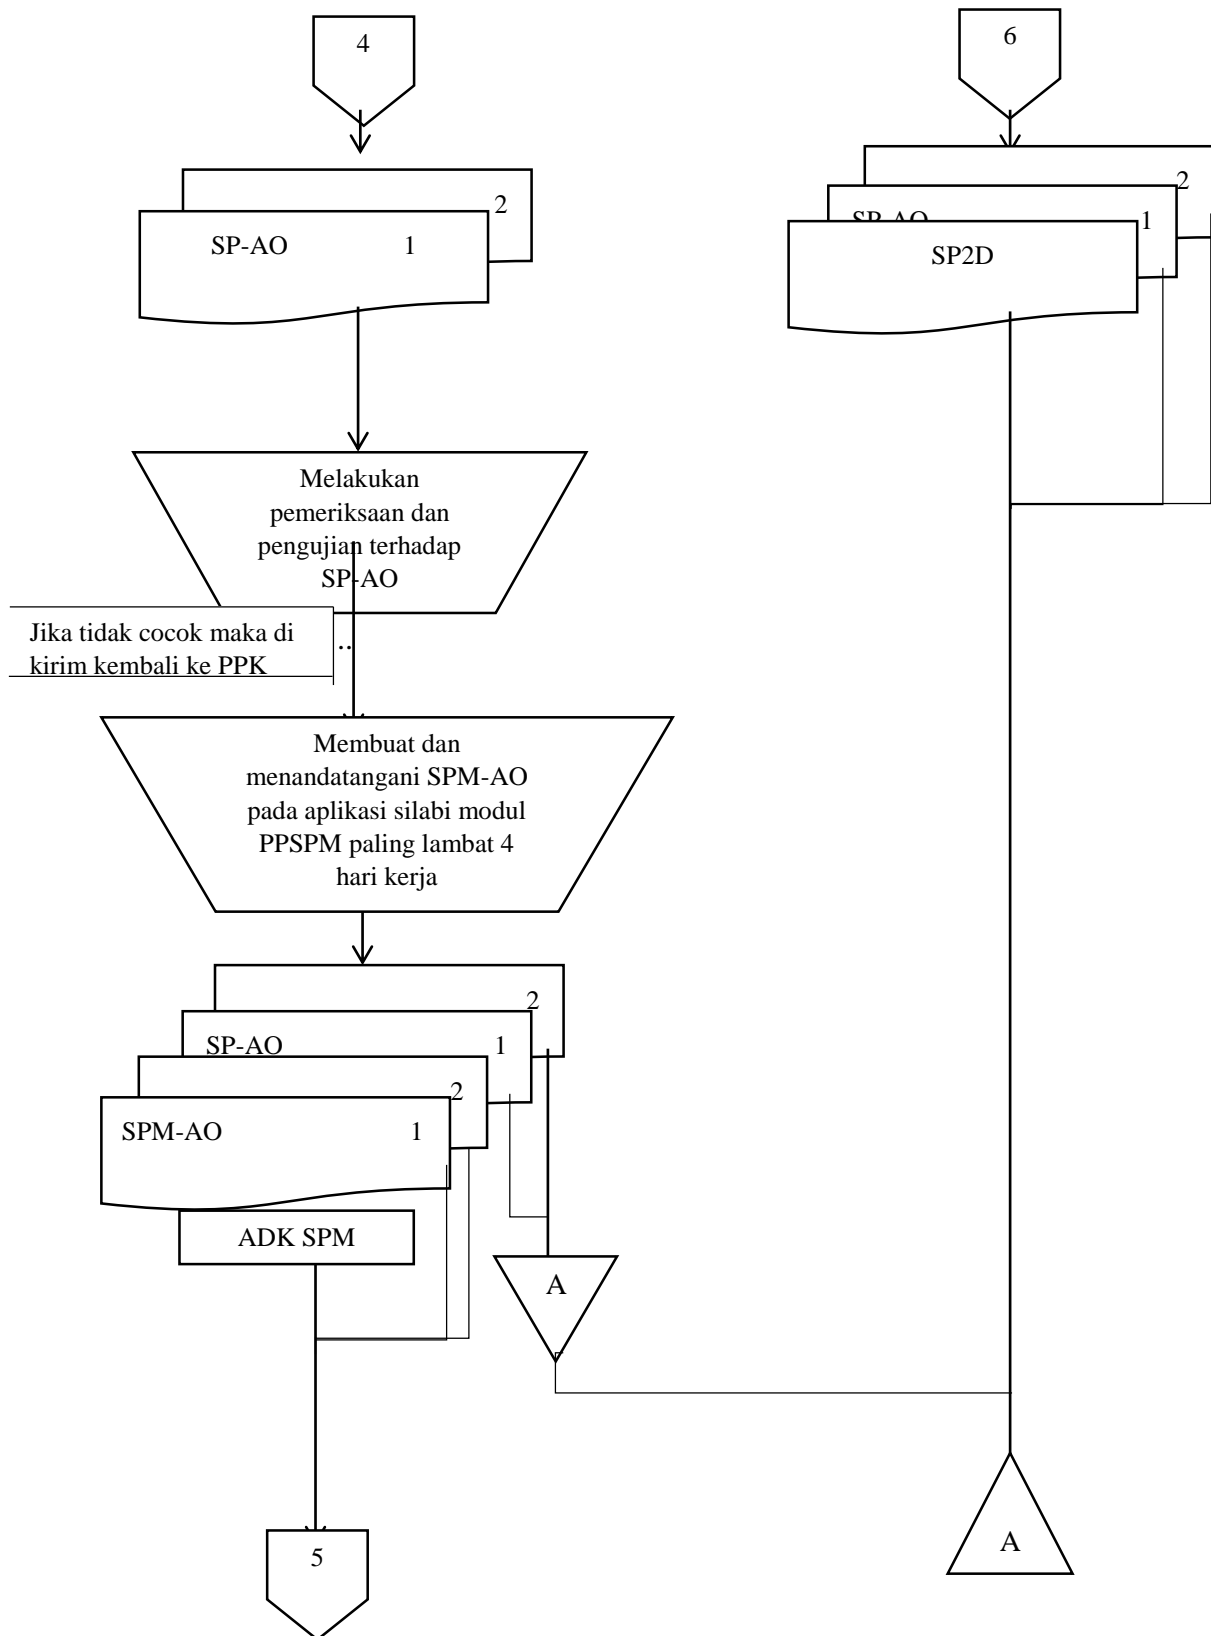 4
2
SP-AO 1
Melakukan
pemeriksaan dan
pengujian terhadap
SP-AO
Jika tidak cocok maka di
kirim kembali ke PPK
..
Membuat dan
menandatangani SPM-AO
pada aplikasi silabi modul
PPSPM paling lambat 4
hari kerja
2
SP-AO 1
2
SPM-AO 1
ADK SPM
A
5
6
2
SP-AO 1
SP2D
A